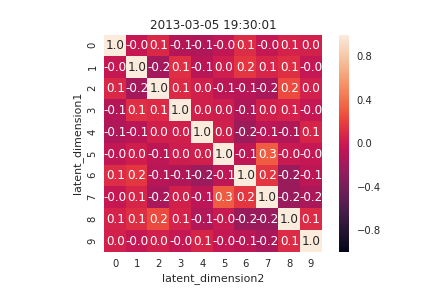 2013-03-05 19:30:01
latent_dimension1
0 1.0 -0.0 0.1 -0.1 -0.1 -0.0 0.1 -0.0 0.1 0.0
1 -0.0 1.0 -0.2 0.1 -0.1 0.0 0.2 0.1 0.1 -0.0
2 0.1 -0.2 1.0 0.1 0.0 -0.1 -0.1 -0.2 0.2 0.0
3 -0.1 0.1 0.1 1.0 0.0 0.0 -0.1 0.0 0.1 -0.0
4 -0.1 -0.1 0.0 0.0 1.0 0.0 -0.2 -0.1 -0.1 0.1
5 -0.0 0.0 -0.1 0.0 0.0 1.0 -0.1 0.3 -0.0 -0.0
6 0.1 0.2 -0.1 -0.1 -0.2 -0.1 1.0 0.2 -0.2 -0.1
7 -0.0 0.1 -0.2 0.0 -0.1 0.3 0.2 1.0 -0.2 -0.2
8 0.1 0.1 0.2 0.1 -0.1 -0.0 -0.2 -0.2 1.0 0.1
9 0.0 -0.0 0.0 -0.0 0.1 -0.0 -0.1 -0.2 0.1 1.0
0 1 2 3 4 5 6 7 8 9
latent_dimension2
0.8
0.4
0.0
-0.4
-0.8